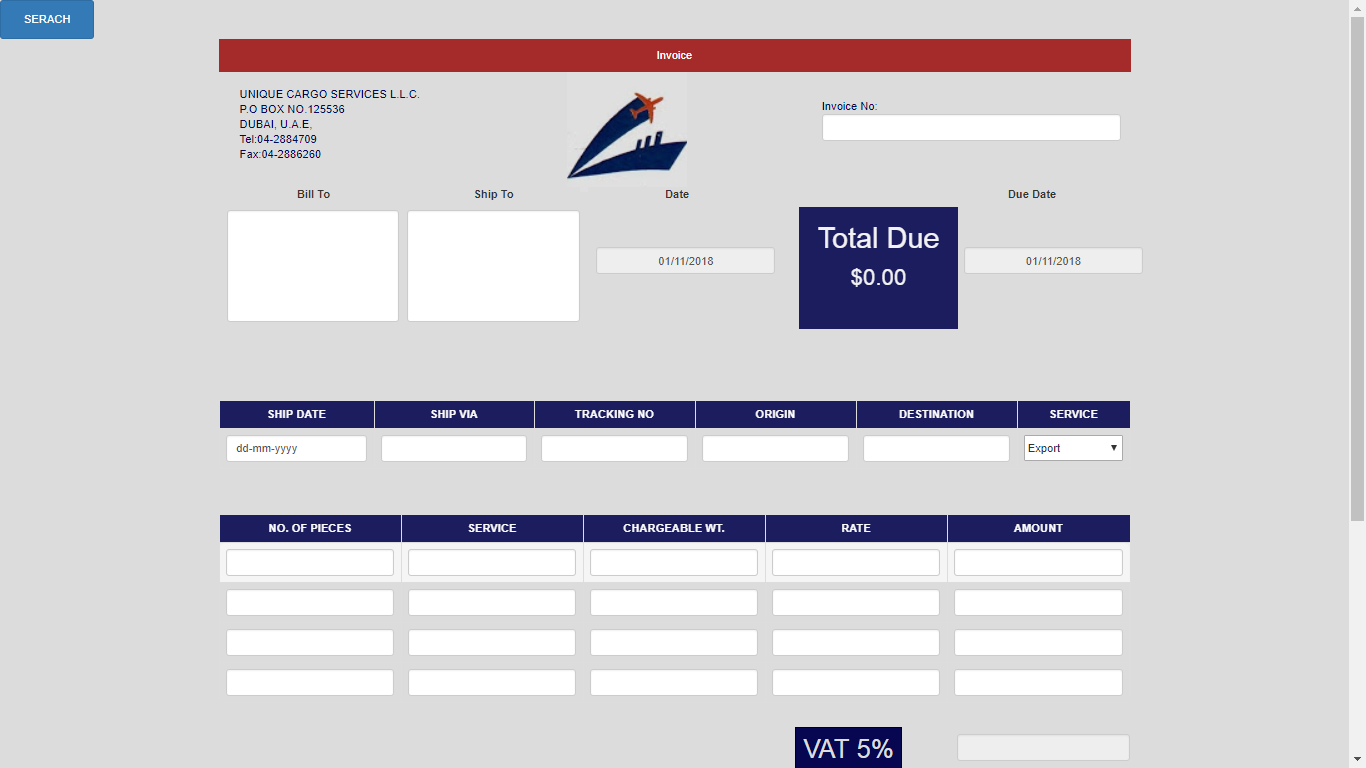 SERACH
Invoice
UNIQUE CARGO SERVICES L.L.C.
P.O BOX NO.125536
DUBAI, U.A.E,
Tel:04-2884709
Fax:04-2886260
Invoice No:
Bill To Ship To Date Due Date
Total Due
$0.00
01/11/2018 01/11/2018
SHIP DATE SHIP VIA TRACKING NO ORIGIN DESTINATION SERVICE
dd-mm-yyyy Export
NO. OF PIECES SERVICE CHARGEABLE WT. RATE AMOUNT
VAT 5%